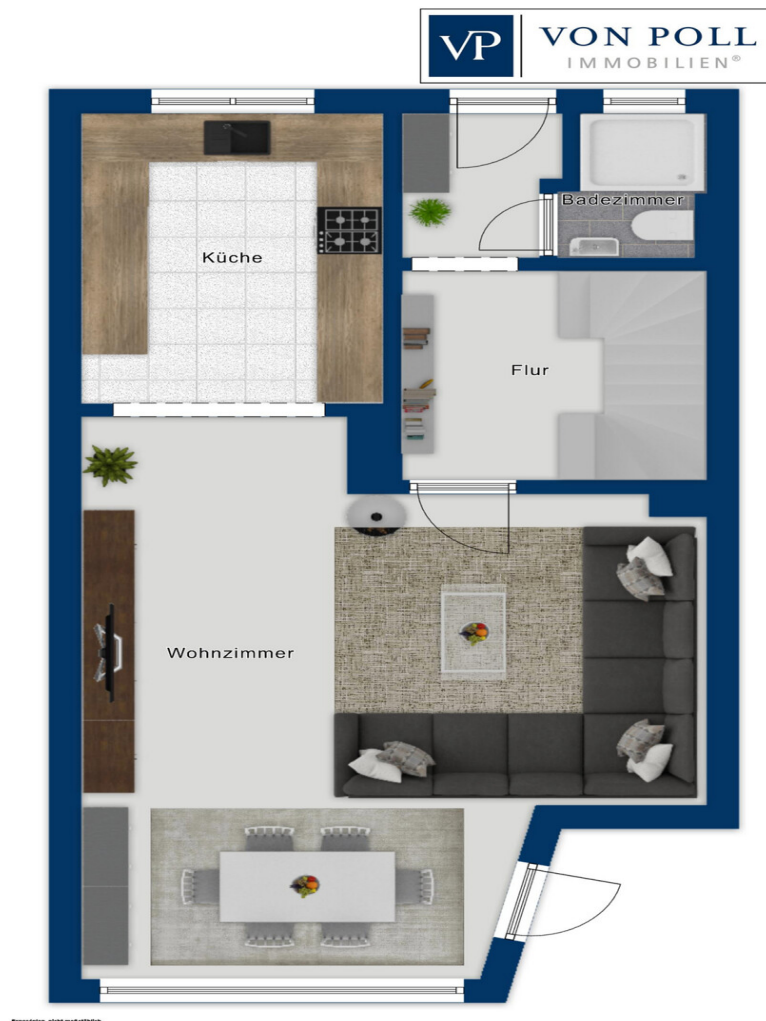 VP VON POLL
IMMOBILIEN®
Badezimmer
Küche
Flur
Wohnzimmer